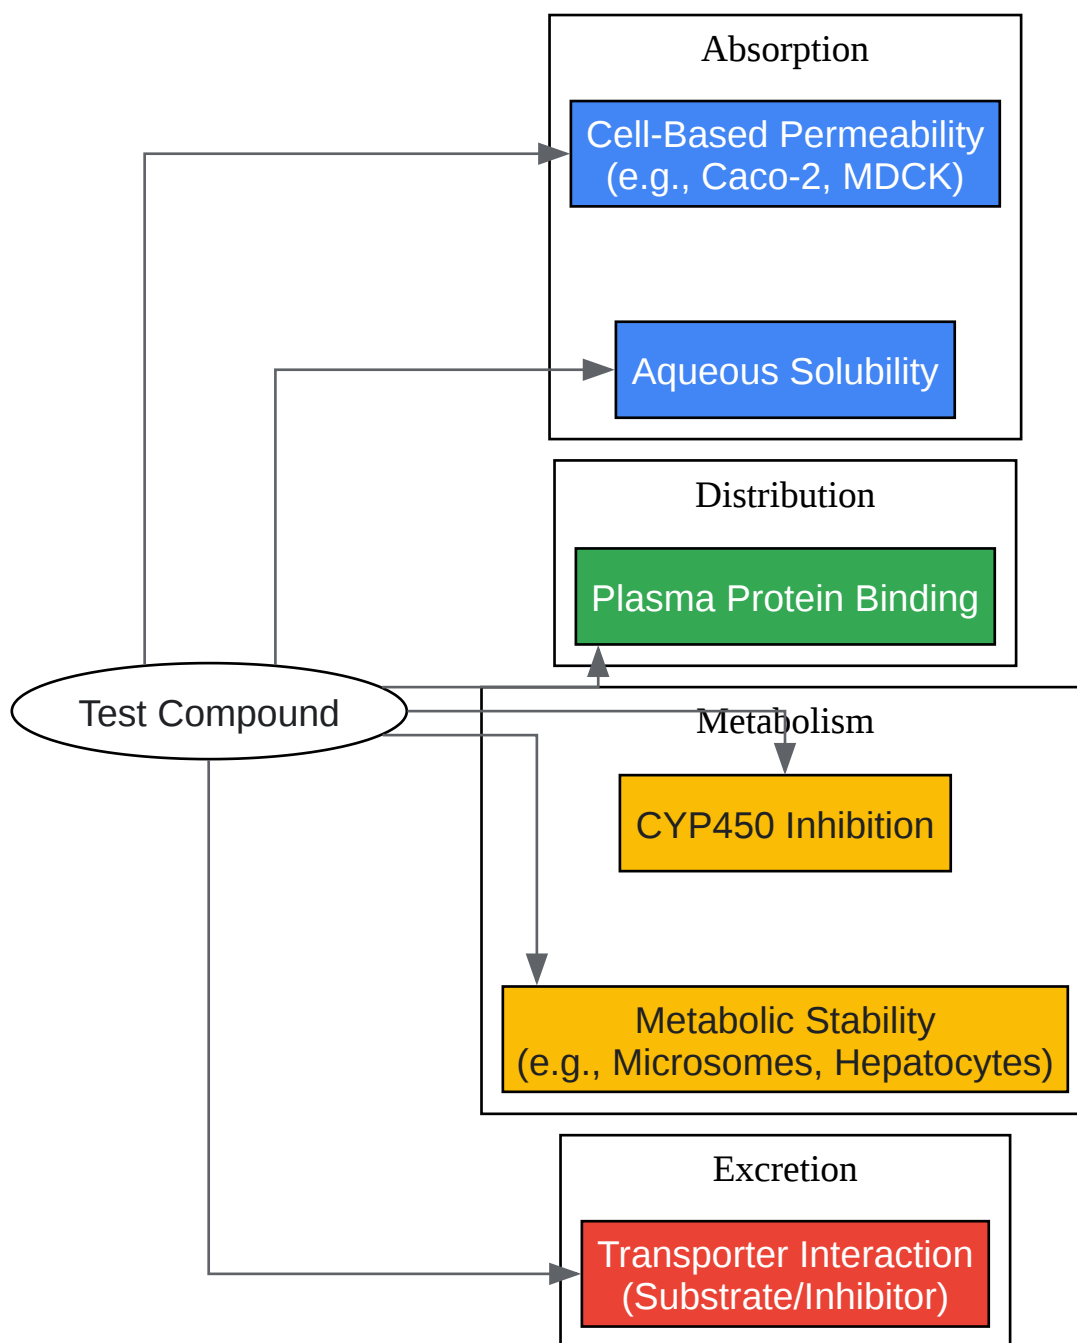 Absorption
Cell-Based Permeability
(e.g., Caco-2, MDCK)
Aqueous Solubility
Distribution
Plasma Protein Binding
Test Compound
Metabolism
CYP450 Inhibition
Metabolic Stability
(e.g., Microsomes, Hepatocytes)
Excretion
Transporter Interaction
(Substrate/Inhibitor)